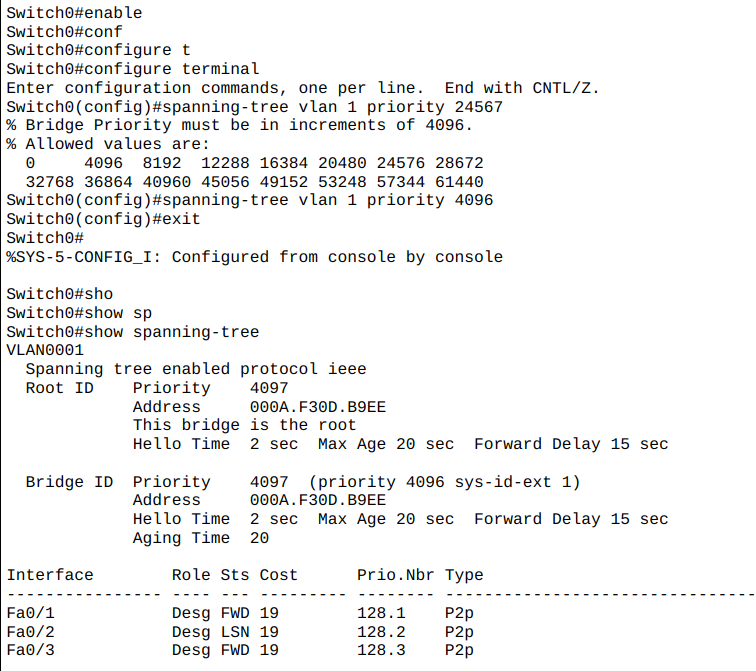 Switch0#enable
Switch0#conf
Switch0#configure t
Switch0#configure terminal
Enter configuration commands, one per line.  End with CNTL/Z.
Switch0(config)#spanning-tree vlan 1 priority 24567
% Bridge Priority must be in increments of 4096.
% Allowed values are:
  0     4096  8192  12288 16384 20480 24576 28672
  32768 36864 40960 45056 49152 53248 57344 61440
Switch0(config)#spanning-tree vlan 1 priority 4096
Switch0(config)#exit
Switch0#
%SYS-5-CONFIG_I: Configured from console by console

Switch0#sho
Switch0#show sp
Switch0#show spanning-tree
VLAN0001
  Spanning tree enabled protocol ieee
  Root ID    Priority    4097
             Address     000A.F30D.B9EE
             This bridge is the root
             Hello Time  2 sec  Max Age 20 sec  Forward Delay 15 sec

  Bridge ID  Priority    4097  (priority 4096 sys-id-ext 1)
             Address     000A.F30D.B9EE
             Hello Time  2 sec  Max Age 20 sec  Forward Delay 15 sec
             Aging Time  20

Interface        Role Sts Cost      Prio.Nbr Type
---------------- ---- --- --------- -------- --------------------------------
Fa0/1            Desg FWD 19        128.1    P2p
Fa0/2            Desg LSN 19        128.2    P2p
Fa0/3            Desg FWD 19        128.3    P2p